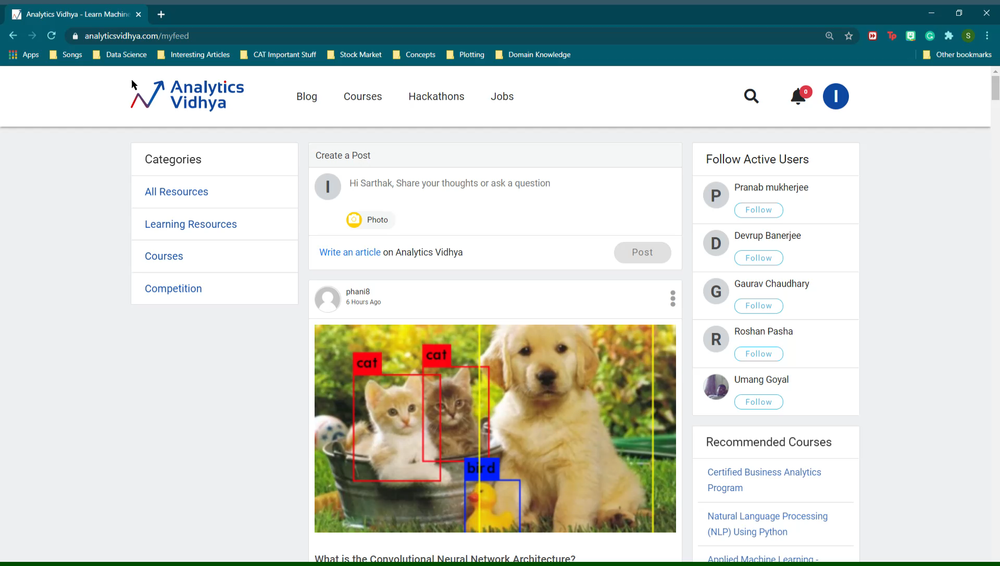 Analytics Vidhya - Learn Machine
analyticsvidhya.com/myfeed
Tp
S
Apps
Songs
Data Science
Interesting Articles
CAT Important Stuff
Stock Market
Concepts
Plotting
Domain Knowledge
Other bookmarks
Analytics
Vidhya
Blog
Courses
Hackathons
Jobs
0
I
Categories
All Resources
Learning Resources
Courses
Competition
Create a Post
I
Hi Sarthak, Share your thoughts or ask a question
Photo
Write an article on Analytics Vidhya
Post
phani8
6 Hours Ago
cat
cat
bird
What is the Convolutional Neural Network Architecture?
Follow Active Users
P
Pranab mukherjee
Follow
D
Devrup Banerjee
Follow
G
Gaurav Chaudhary
Follow
R
Roshan Pasha
Follow
Umang Goyal
Follow
Recommended Courses
Certified Business Analytics
Program
Natural Language Processing
(NLP) Using Python
Applied Machine Learning -